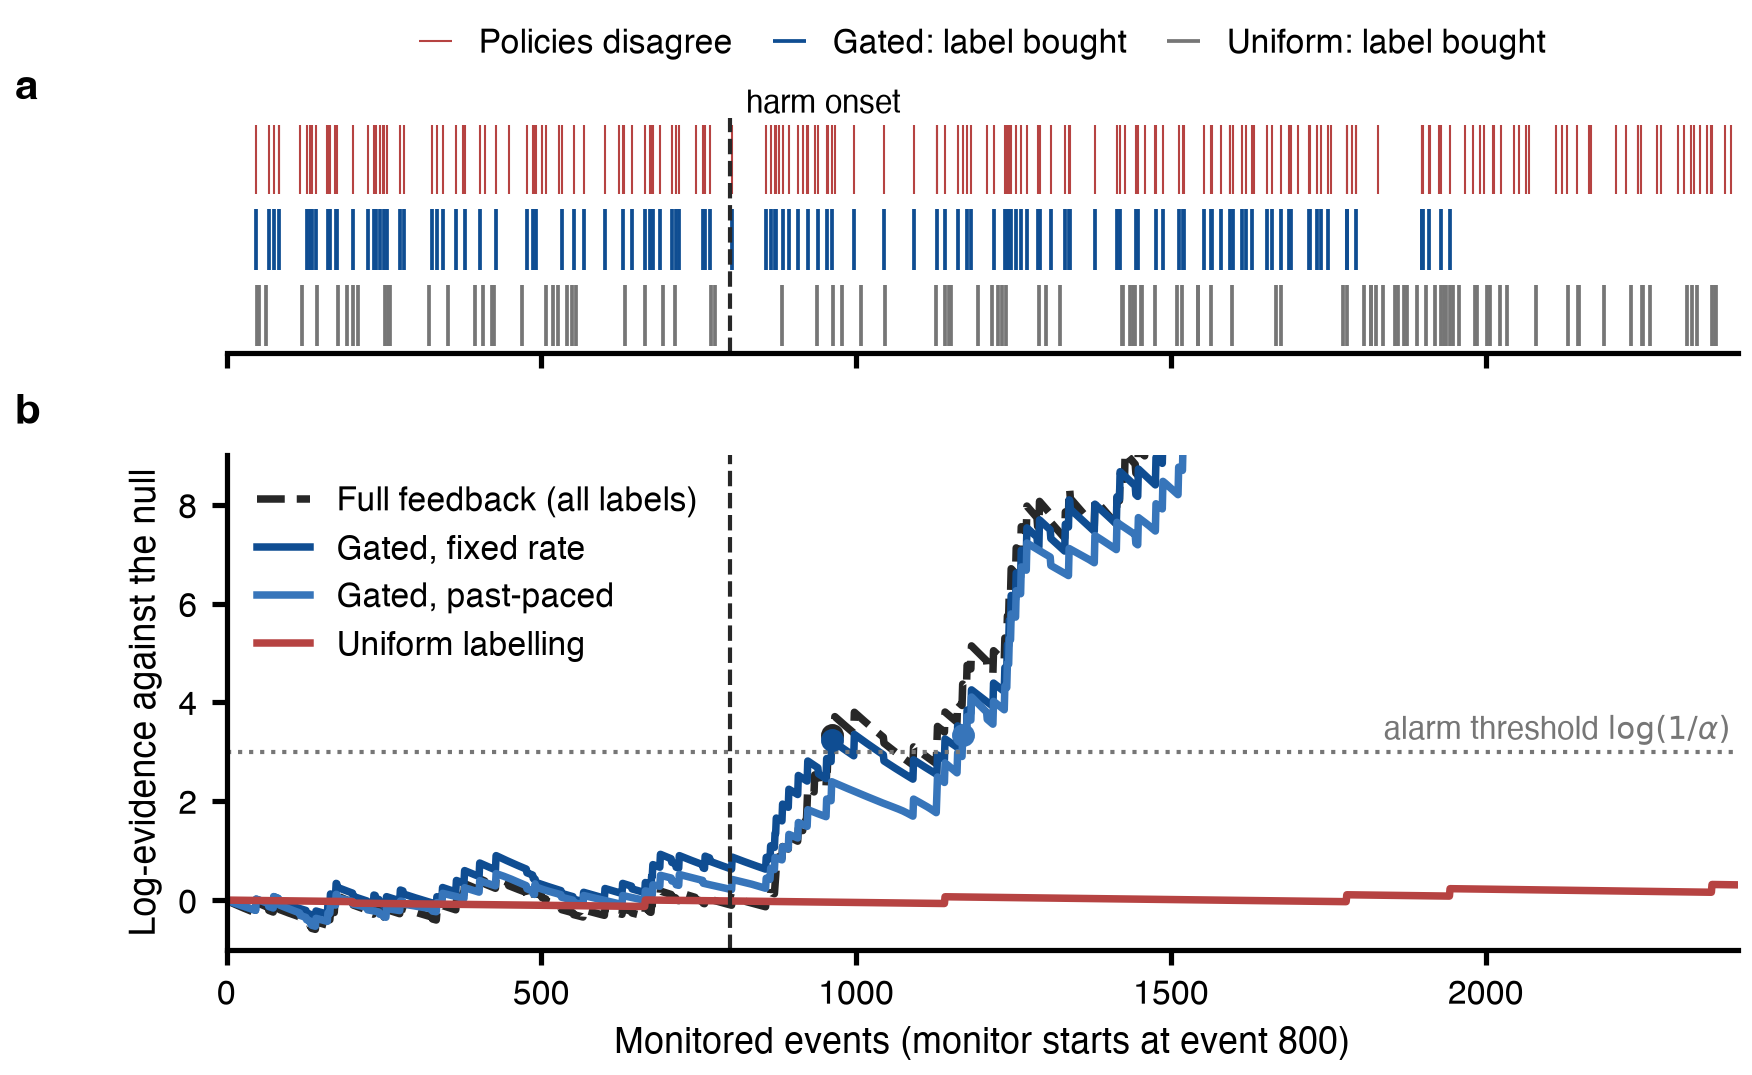 Policies disagree
Gated: label bought
Uniform: label bought
a
harm onset
b
Log-evidence against the null
8
6
4
2
0
Full feedback (all labels)
Gated, fixed rate
Gated, past-paced
Uniform labelling
alarm threshold log(1/α)
0
500
1000
1500
2000
Monitored events (monitor starts at event 800)